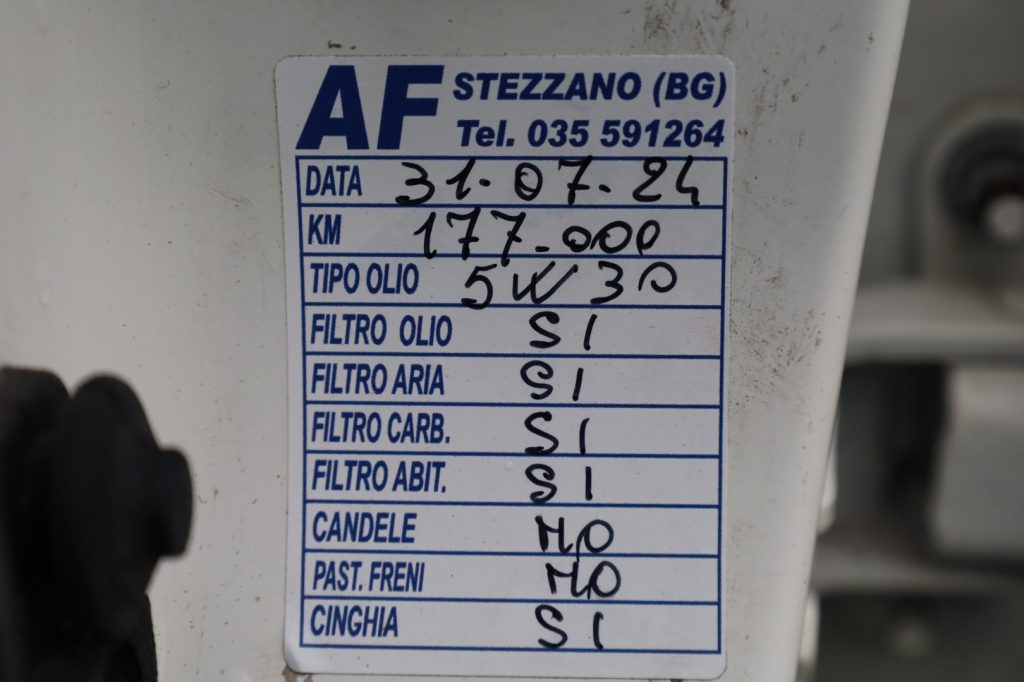 AF STEZZANO (BG)
Tel. 035 591264
DATA 31-07-24
KM 177-000
TIPO OLIO 5W30
FILTRO OLIO SI
FILTRO ARIA SI
FILTRO CARB. SI
FILTRO ABIT. SI
CANDELE NO
PAST. FRENI NO
CINGHIA SI